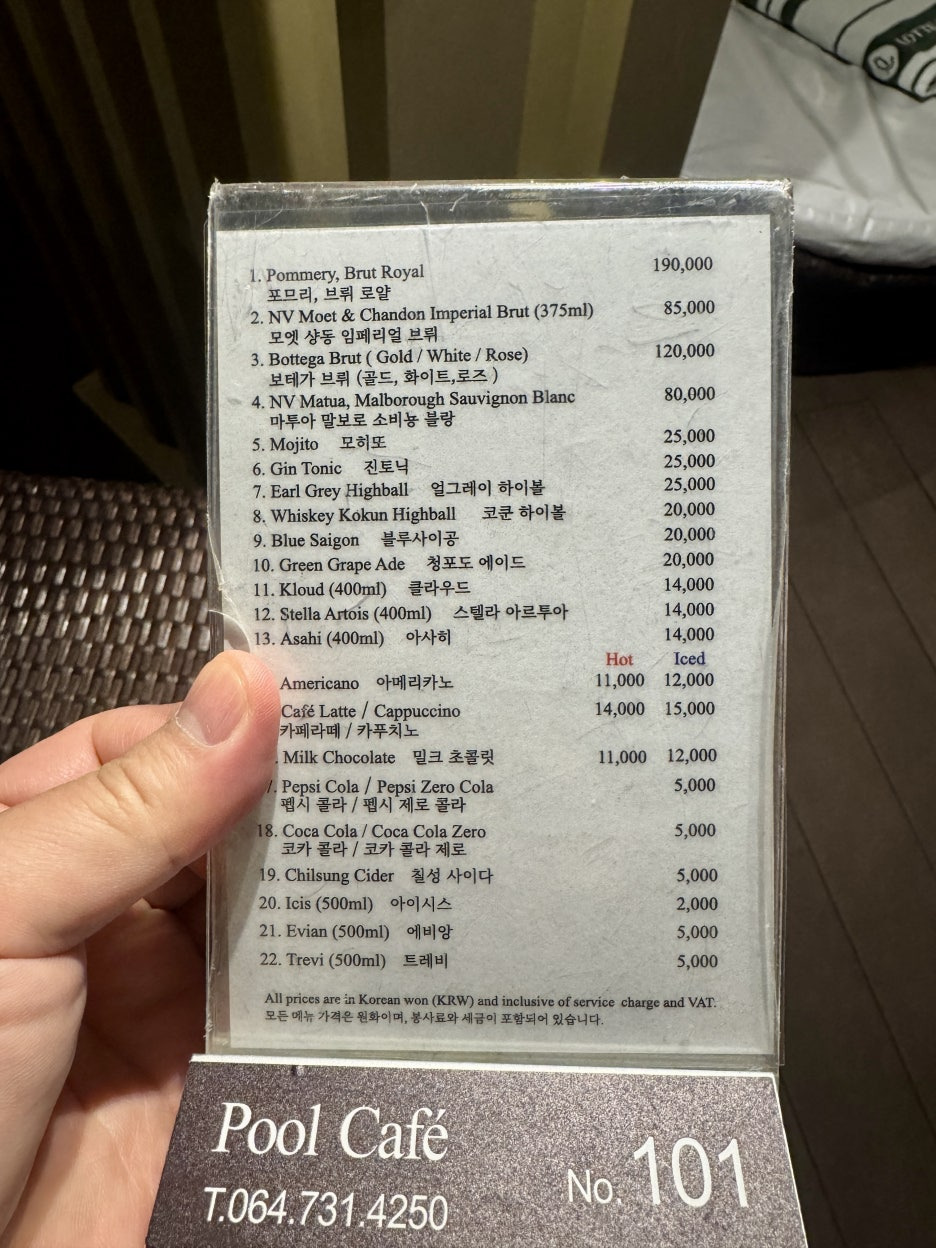 1. Pommery, Brut Royal 190,000
포므리, 브뤼 로얄
2. NV Moet & Chandon Imperial Brut (375ml) 85,000
모엣 샹동 임페리얼 브뤼
3. Bottega Brut ( Gold / White / Rose) 120,000
보테가 브뤼 (골드, 화이트,로즈 )
4. NV Matua, Malborough Sauvignon Blanc 80,000
마투아 말보로 소비뇽 블랑
5. Mojito 모히또 25,000
6. Gin Tonic 진토닉 25,000
7. Earl Grey Highball 얼그레이 하이볼 25,000
8. Whiskey Kokun Highball 코쿤 하이볼 20,000
9. Blue Saigon 블루사이공 20,000
10. Green Grape Ade 청포도 에이드 20,000
11. Kloud (400ml) 클라우드 14,000
12. Stella Artois (400ml) 스텔라 아르투아 14,000
13. Asahi (400ml) 아사히 14,000
Hot Iced
Americano 아메리카노 11,000 12,000
Café Latte / Cappuccino 14,000 15,000
카페라떼 / 카푸치노
. Milk Chocolate 밀크 초콜릿 11,000 12,000
7. Pepsi Cola / Pepsi Zero Cola 5,000
펩시 콜라 / 펩시 제로 콜라
18. Coca Cola / Coca Cola Zero 5,000
코카 콜라 / 코카 콜라 제로
19. Chilsung Cider 칠성 사이다 5,000
20. Icis (500ml) 아이시스 2,000
21. Evian (500ml) 에비앙 5,000
22. Trevi (500ml) 트레비 5,000
All prices are in Korean won (KRW) and inclusive of service charge and VAT.
모든 메뉴 가격은 원화이며, 봉사료와 세금이 포함되어 있습니다.
Pool Café
T.064.731.4250
No. 101